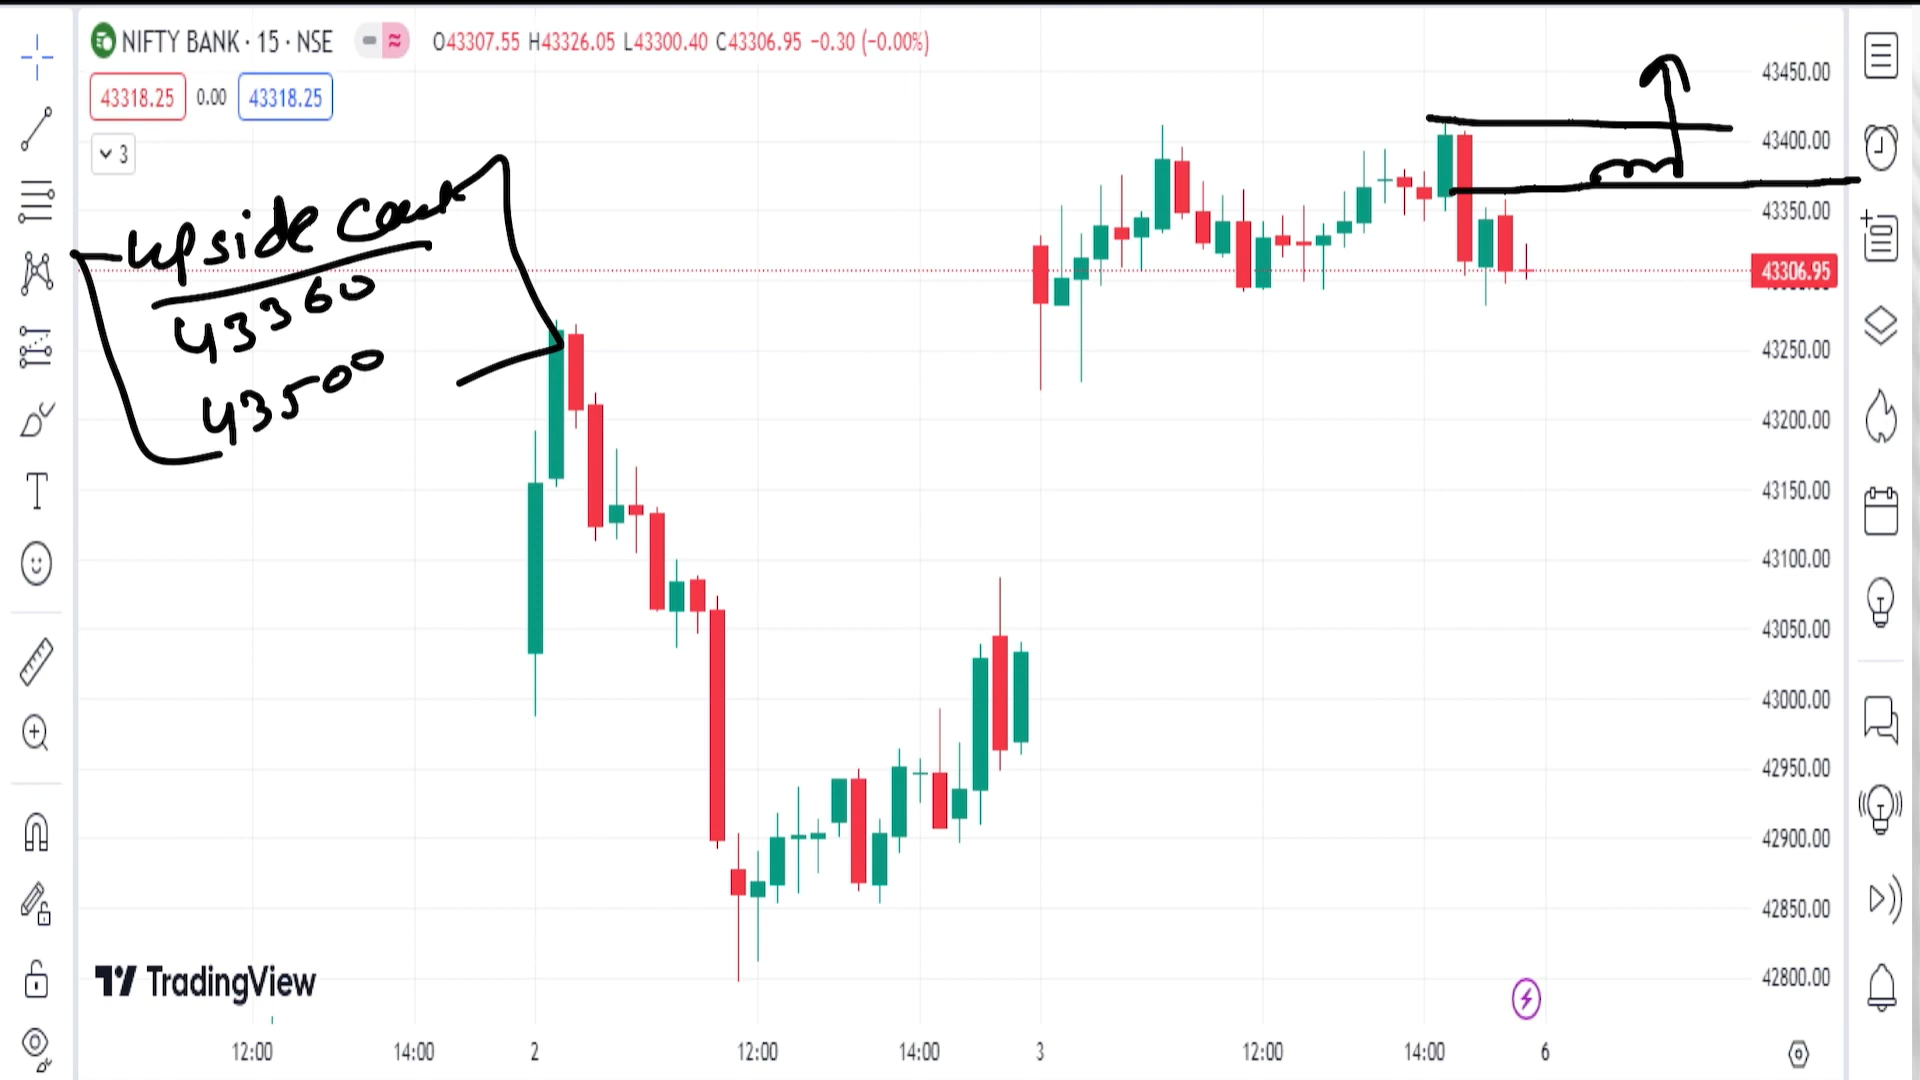 NIFTY BANK · 15 · NSE
O43307.55 H43326.05 L43300.40 C43306.95 −0.30 (−0.00%)
43318.25 0.00 43318.25
3
upside
43360
43500
43450.00
43400.00
43350.00
43306.95
43250.00
43200.00
43150.00
43100.00
43050.00
43000.00
42950.00
42900.00
42850.00
42800.00
TradingView
12:00 14:00 2 12:00 14:00 3 12:00 14:00 6